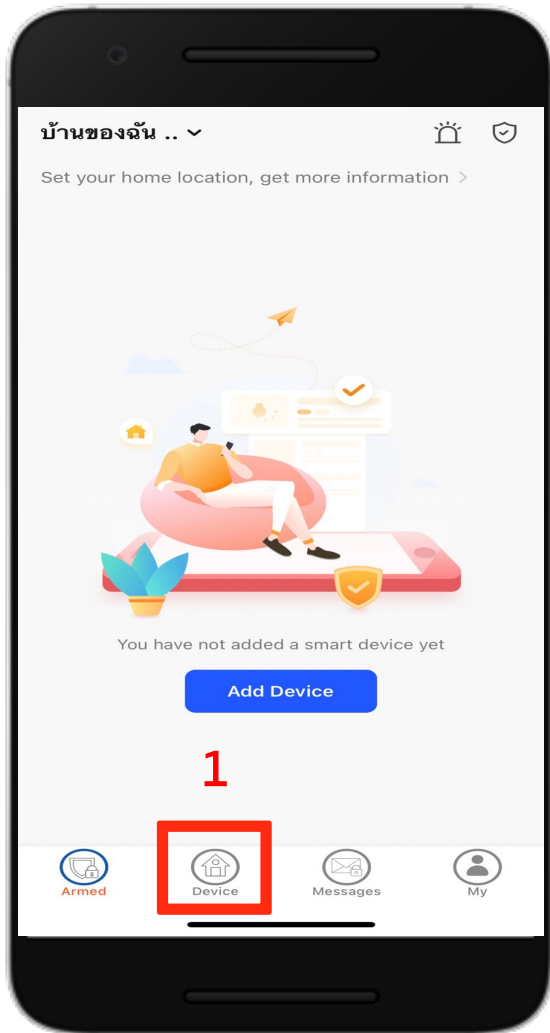 บ้านของฉัน ..
Set your home location, get more information >
You have not added a smart device yet
Add Device
1
Armed
Device
Messages
My